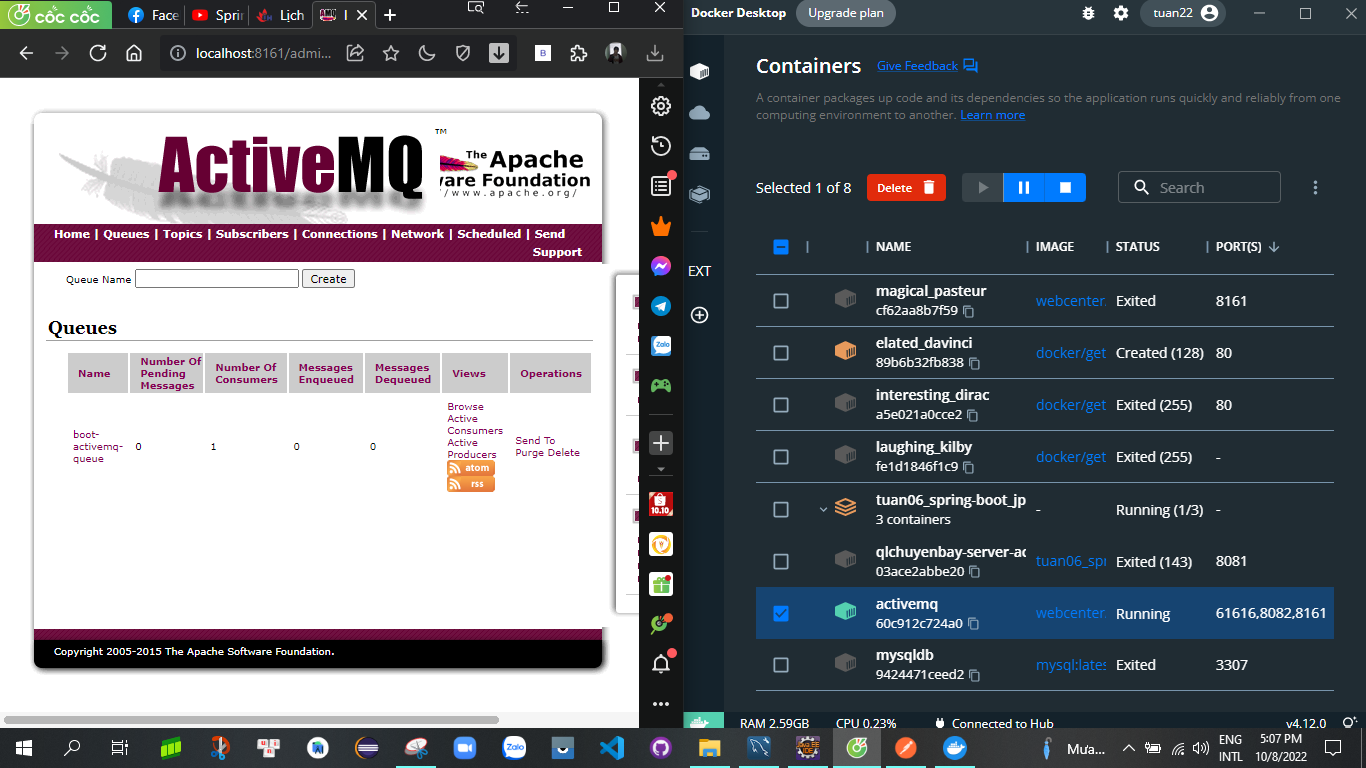 cốc cốc
Face
Sprin
Lịch
localhost:8161/admi...
B
ActiveMQ
TM
The Apache
ware Foundation
//www.apache.org/
Home | Queues | Topics | Subscribers | Connections | Network | Scheduled | Send
Support
Queue Name
Create
Queues
Name
Number Of Pending Messages
Number Of Consumers
Messages Enqueued
Messages Dequeued
Views
Operations
boot-activemq-queue
0
1
0
0
Browse
Active
Consumers
Active
Producers
atom
rss
Send To
Purge Delete
Copyright 2005-2015 The Apache Software Foundation.
Zalo
10.10
Docker Desktop
Upgrade plan
tuan22
Containers
Give Feedback
A container packages up code and its dependencies so the application runs quickly and reliably from one
computing environment to another. Learn more
Selected 1 of 8
Delete
Search
EXT
NAME
IMAGE
STATUS
PORT(S)
magical_pasteur
cf62aa8b7f59
webcenter
Exited
8161
elated_davinci
89b6b32fb838
docker/get
Created (128)
80
interesting_dirac
a5e021a0cce2
docker/get
Exited (255)
80
laughing_kilby
fe1d1846f1c9
docker/get
Exited (255)
-
tuan06_spring-boot_jp
3 containers
-
Running (1/3)
-
qlchuyenbay-server-ac
03ace2abbe20
tuan06_spr
Exited (143)
8081
activemq
60c912c724a0
webcenter
Running
61616,8082,8161
mysqldb
9424471ceed2
mysql:lates
Exited
3307
RAM 2.59GB
CPU 0.23%
Connected to Hub
v4.12.0
Zalo
Mưa...
ENG
INTL
5:07 PM
10/8/2022